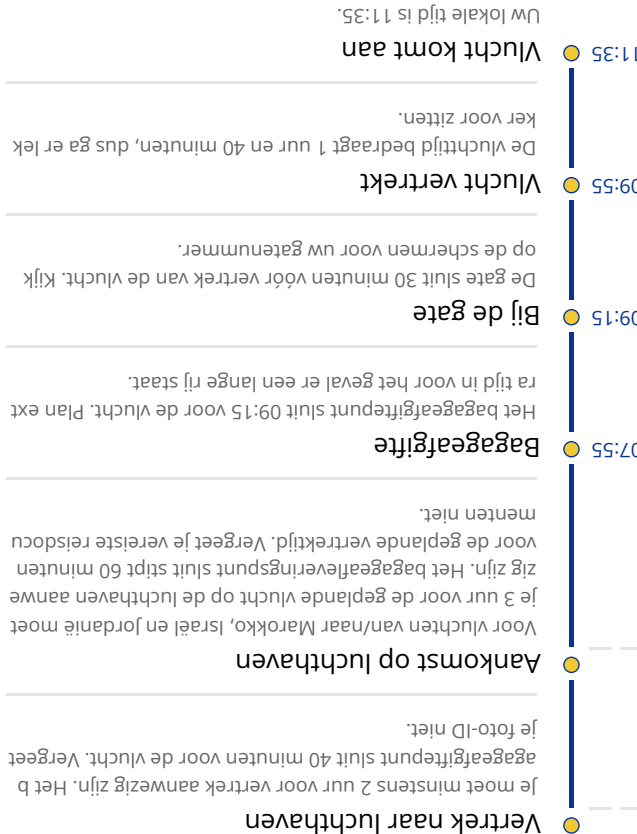 Vertrek naar luchthaven
Je moet minstens 2 uur voor vertrek aanwezig zijn. Het b
agageafgiftepunt sluit 40 minuten voor de vlucht. Vergeet
je foto-ID niet.
Aankomst op luchthaven
Voor vluchten van/naar Marokko, Israël en Jordanië moet
je 3 uur voor de geplande vlucht op de luchthaven aanwe
zig zijn. Het bagageafleveringspunt sluit stipt 60 minuten
voor de geplande vertrektijd. Vergeet je vereiste reisdocu
menten niet.
07:55 Bagageafgifte
Het bagageafgiftepunt sluit 09:15 voor de vlucht. Plan ext
ra tijd in voor het geval er een lange rij staat.
09:15 Bij de gate
De gate sluit 30 minuten vóór vertrek van de vlucht. Kijk
op de schermen voor uw gatenummer.
09:55 Vlucht vertrekt
De vluchttijd bedraagt 1 uur en 40 minuten, dus ga er lek
ker voor zitten.
11:35 Vlucht komt aan
Uw lokale tijd is 11:35.